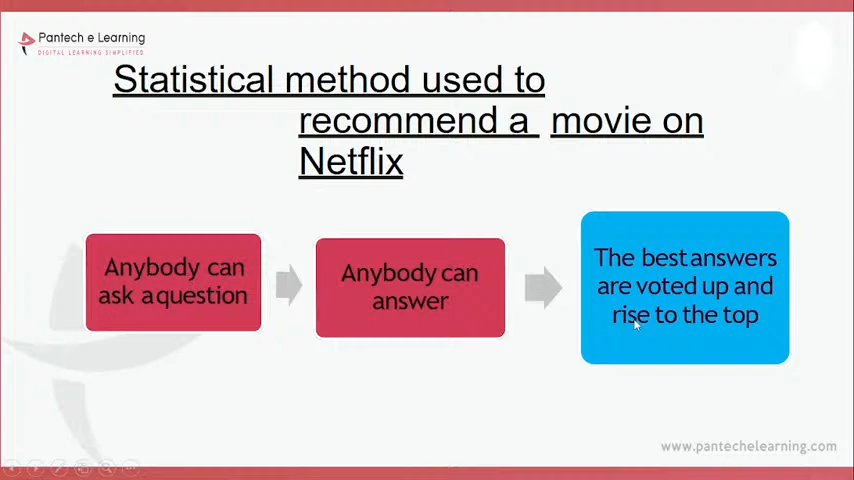 Pantech e Learning
DIGITAL LEARNING SIMPLIFIED
Statistical method used to
recommend a movie on
Netflix
Anybody can
ask a question
Anybody can
answer
The best answers
are voted up and
rise to the top
www.pantechelearning.com